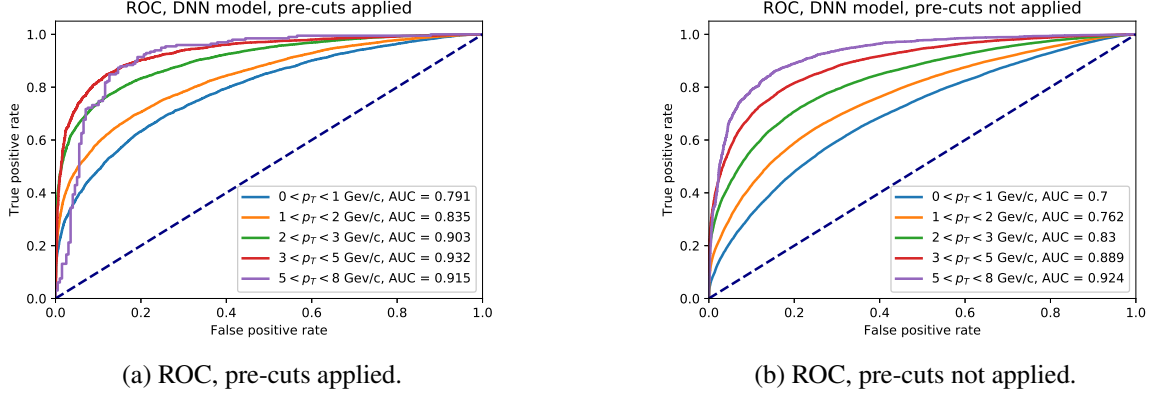 ROC, DNN model, pre-cuts applied
True positive rate
1.0
0.8
0.6
0.4
0.2
0.0
0 < p_T < 1 Gev/c, AUC = 0.791
1 < p_T < 2 Gev/c, AUC = 0.835
2 < p_T < 3 Gev/c, AUC = 0.903
3 < p_T < 5 Gev/c, AUC = 0.932
5 < p_T < 8 Gev/c, AUC = 0.915
0.0 0.2 0.4 0.6 0.8 1.0
False positive rate
(a) ROC, pre-cuts applied.
ROC, DNN model, pre-cuts not applied
True positive rate
1.0
0.8
0.6
0.4
0.2
0.0
0 < p_T < 1 Gev/c, AUC = 0.7
1 < p_T < 2 Gev/c, AUC = 0.762
2 < p_T < 3 Gev/c, AUC = 0.83
3 < p_T < 5 Gev/c, AUC = 0.889
5 < p_T < 8 Gev/c, AUC = 0.924
0.0 0.2 0.4 0.6 0.8 1.0
False positive rate
(b) ROC, pre-cuts not applied.